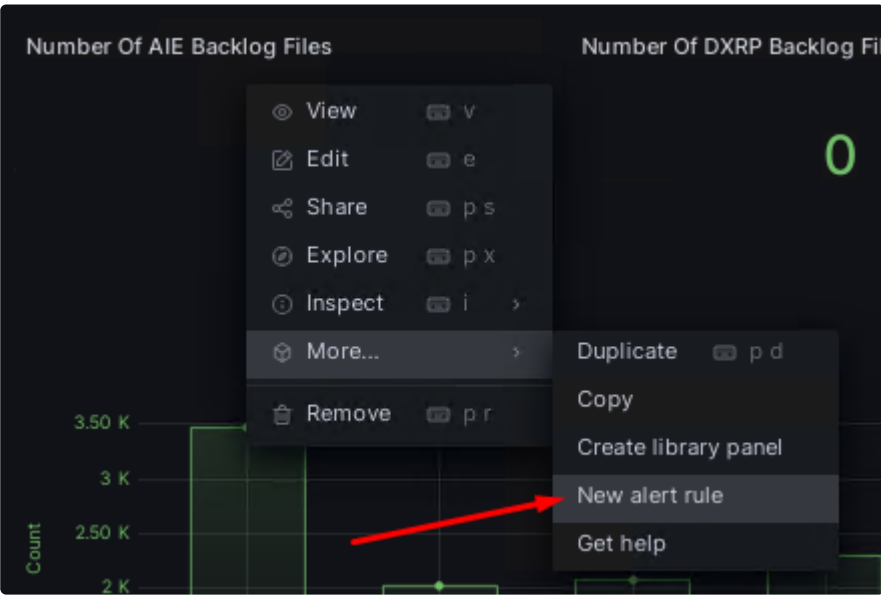 Number Of AIE Backlog Files
Number Of DXRP Backlog Fil
0
View v
Edit e
Share p s
Explore p x
Inspect i
More...
Remove p r
Duplicate p d
Copy
Create library panel
New alert rule
Get help
3.50 K
3 K
2.50 K
2 K
Count